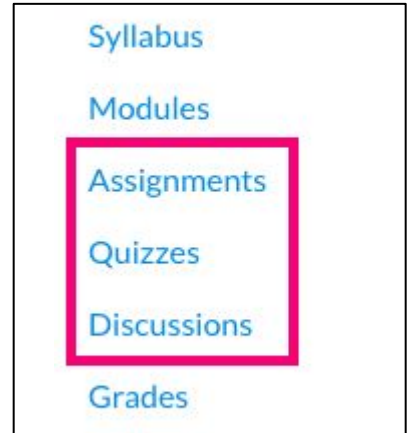 Syllabus
Modules
Assignments
Quizzes
Discussions
Grades